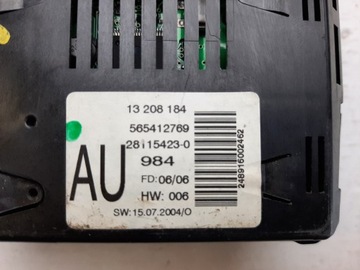 13 208 184
565412769
28115423-0
AU
984
FD: 06/06
HW: 006
SW: 15.07.2004/O
248916002462